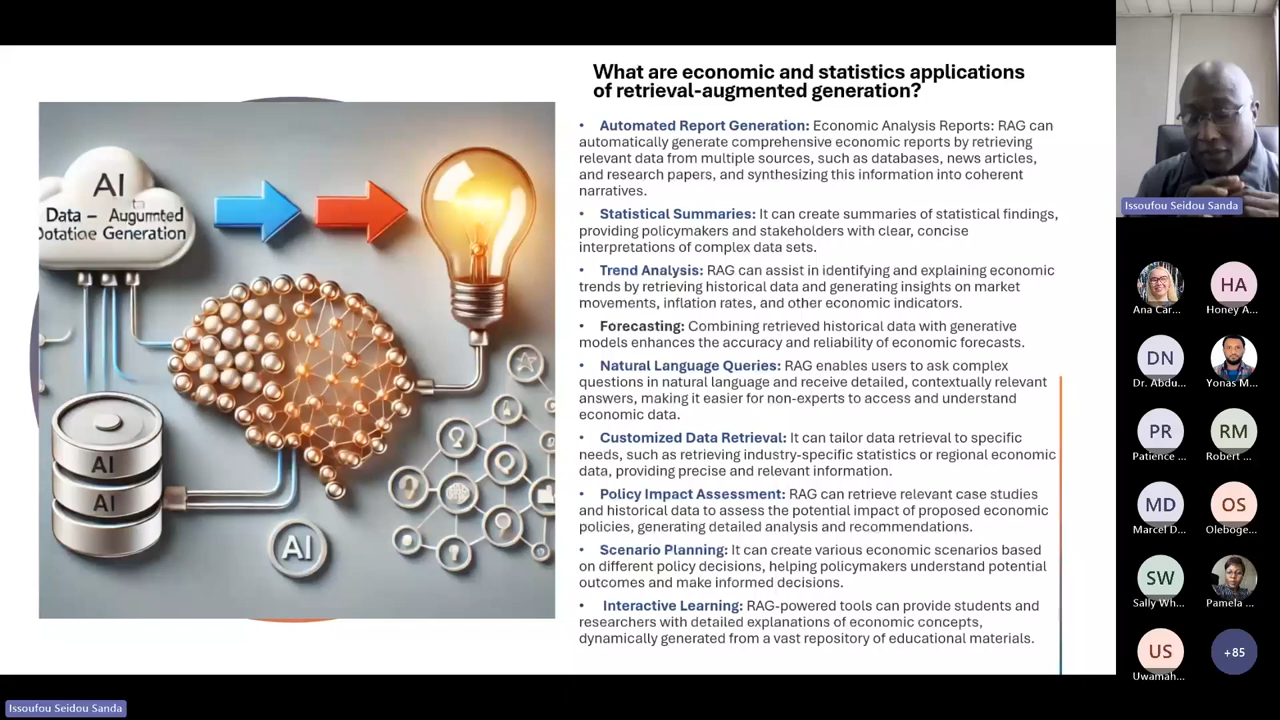 What are economic and statistics applications
of retrieval-augmented generation?
• Automated Report Generation: Economic Analysis Reports: RAG can
automatically generate comprehensive economic reports by retrieving
relevant data from multiple sources, such as databases, news articles,
and research papers, and synthesizing this information into coherent
narratives.
• Statistical Summaries: It can create summaries of statistical findings,
providing policymakers and stakeholders with clear, concise
interpretations of complex data sets.
• Trend Analysis: RAG can assist in identifying and explaining economic
trends by retrieving historical data and generating insights on market
movements, inflation rates, and other economic indicators.
• Forecasting: Combining retrieved historical data with generative
models enhances the accuracy and reliability of economic forecasts.
• Natural Language Queries: RAG enables users to ask complex
questions in natural language and receive detailed, contextually relevant
answers, making it easier for non-experts to access and understand
economic data.
• Customized Data Retrieval: It can tailor data retrieval to specific
needs, such as retrieving industry-specific statistics or regional economic
data, providing precise and relevant information.
• Policy Impact Assessment: RAG can retrieve relevant case studies
and historical data to assess the potential impact of proposed economic
policies, generating detailed analysis and recommendations.
• Scenario Planning: It can create various economic scenarios based
on different policy decisions, helping policymakers understand potential
outcomes and make informed decisions.
• Interactive Learning: RAG-powered tools can provide students and
researchers with detailed explanations of economic concepts,
dynamically generated from a vast repository of educational materials.
AI
Data – Augumnted
Dotatiơe Generation
AI
AI
AI
Issoufou Seidou Sanda
Ana Car...
HA
Honey A...
DN
Dr. Abdu...
Yonas M...
PR
Patience ...
RM
Robert ...
MD
Marcel D...
OS
Oleboge...
SW
Sally Wh...
Pamela ...
US
Uwamah...
+85
Issoufou Seidou Sanda